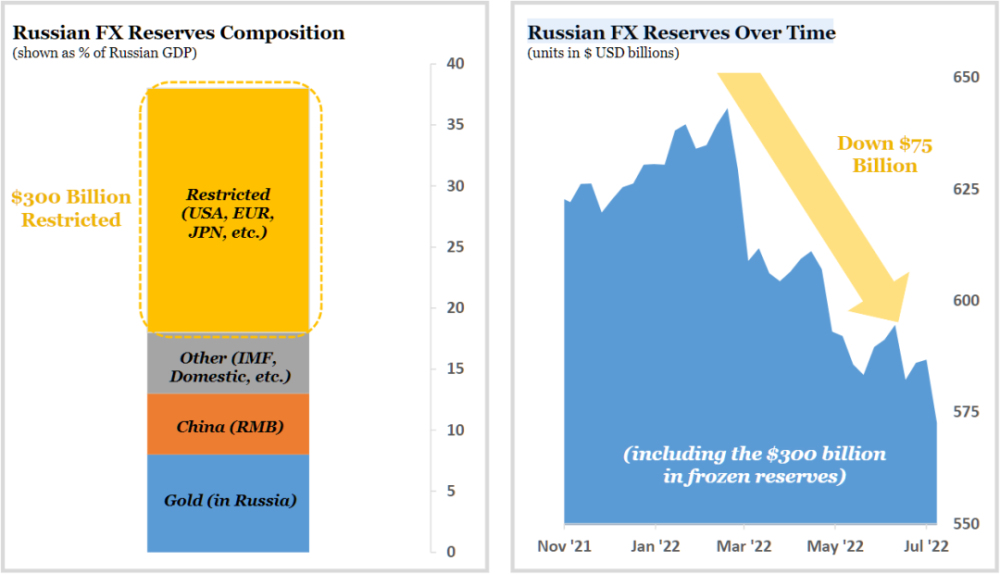 Russian FX Reserves Composition
(shown as % of Russian GDP)
40
35
30
25
20
15
10
5
0
$300 Billion
Restricted
Restricted
(USA, EUR,
JPN, etc.)
Other (IMF,
Domestic, etc.)
China (RMB)
Gold (in Russia)
Russian FX Reserves Over Time
(units in $ USD billions)
650
625
600
575
550
Down $75
Billion
(including the $300 billion
in frozen reserves)
Nov '21
Jan '22
Mar '22
May '22
Jul '22